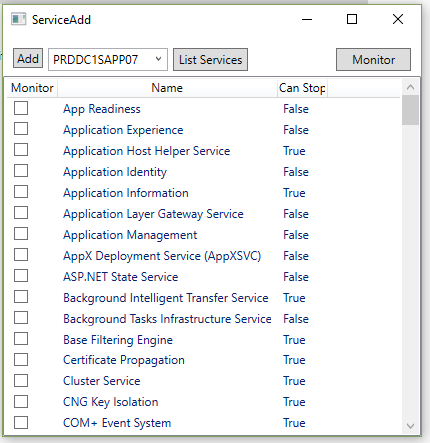 ServiceAdd
Add PRDDC1SAPP07 List Services Monitor
Monitor Name Can Stop
App Readiness False
Application Experience False
Application Host Helper Service True
Application Identity False
Application Information True
Application Layer Gateway Service False
Application Management False
AppX Deployment Service (AppXSVC) False
ASP.NET State Service False
Background Intelligent Transfer Service True
Background Tasks Infrastructure Service False
Base Filtering Engine True
Certificate Propagation True
Cluster Service True
CNG Key Isolation True
COM+ Event System True